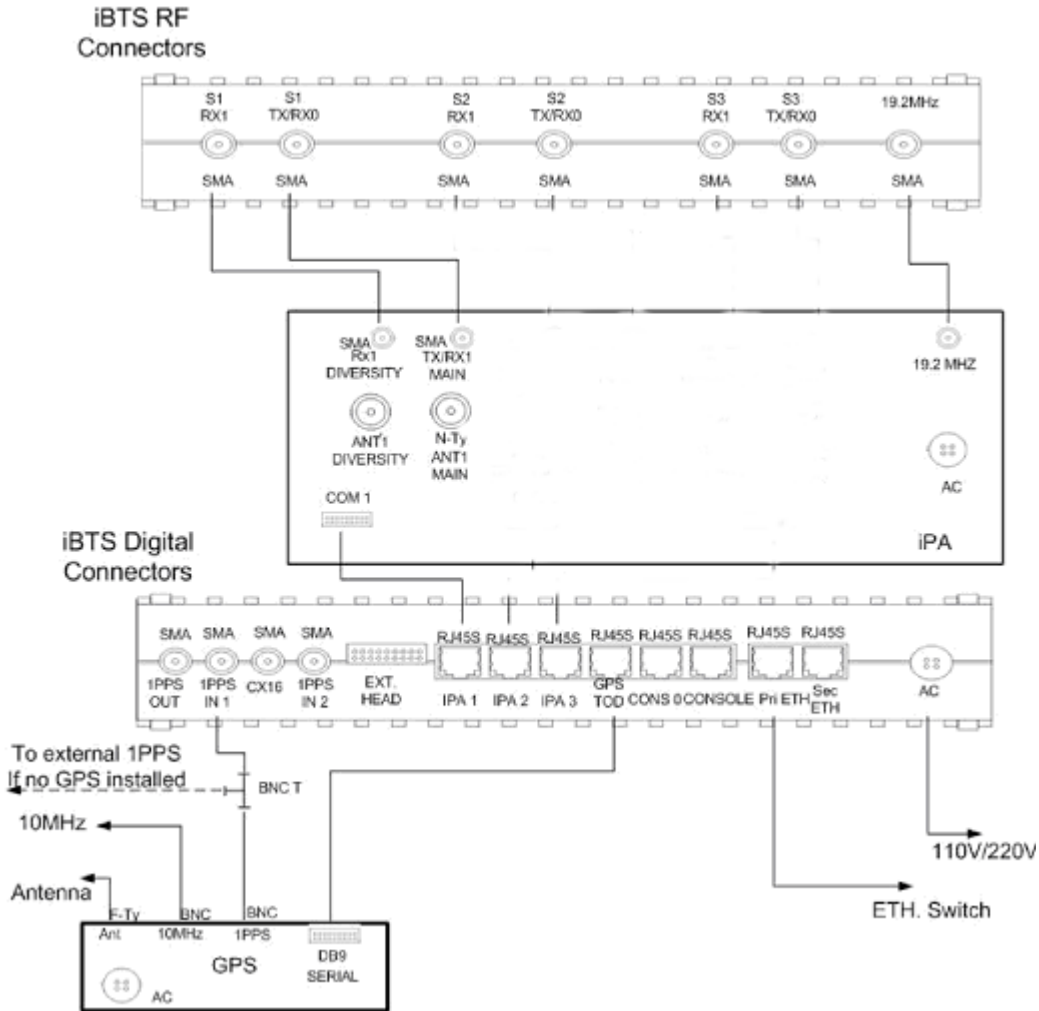 iBTS RF
Connectors
S1 S1 S2 S2 S3 S3 19.2MHz
RX1 TX/RX0 RX1 TX/RX0 RX1 TX/RX0
SMA SMA SMA SMA SMA SMA SMA
SMA SMA
Rx1 TX/RX1 19.2 MHZ
DIVERSITY MAIN
ANT1 N-Ty
DIVERSITY ANT1
MAIN
AC
COM 1
iPA
iBTS Digital
Connectors
SMA SMA SMA SMA RJ45S RJ45S RJ45S RJ45S RJ45S RJ45S RJ45S RJ45S
1PPS 1PPS CX16 1PPS EXT. GPS Sec AC
OUT IN 1 IN 2 HEAD IPA 1 IPA 2 IPA 3 TOD CONS 0 CONSOLE Pri ETH ETH
To external 1PPS
If no GPS installed
BNC T
10MHz
110V/220V
Antenna
ETH. Switch
F-Ty BNC BNC
Ant 10MHz 1PPS
GPS
DB9
SERIAL
AC